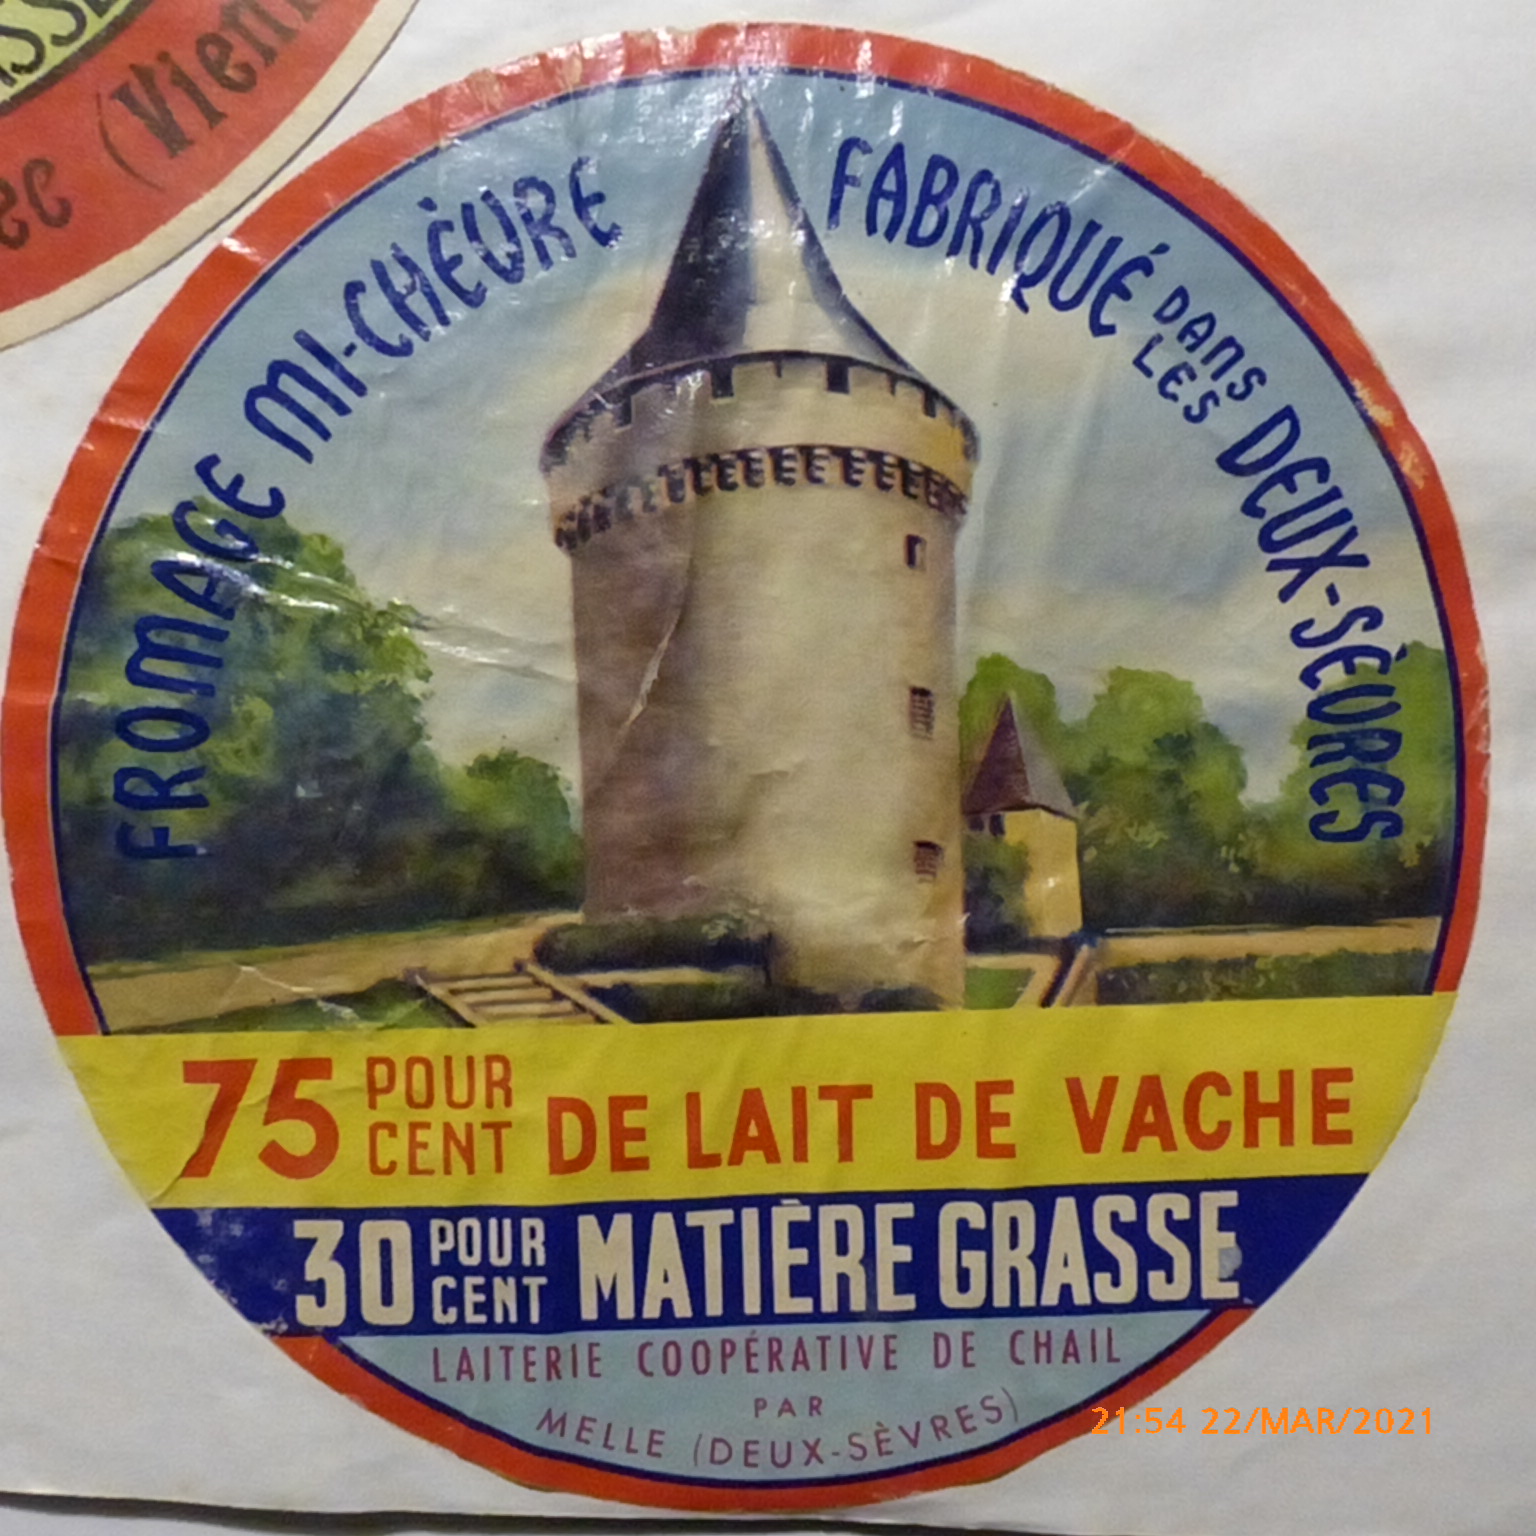 FROMAGE MI-CHÈVRE
FABRIQUÉ DANS LES DEUX-SÈVRES
75 POUR CENT DE LAIT DE VACHE
30 POUR CENT MATIÈRE GRASSE
LAITERIE COOPÉRATIVE DE CHAIL
PAR
MELLE (DEUX-SÈVRES)
21:54 22/MAR/2021